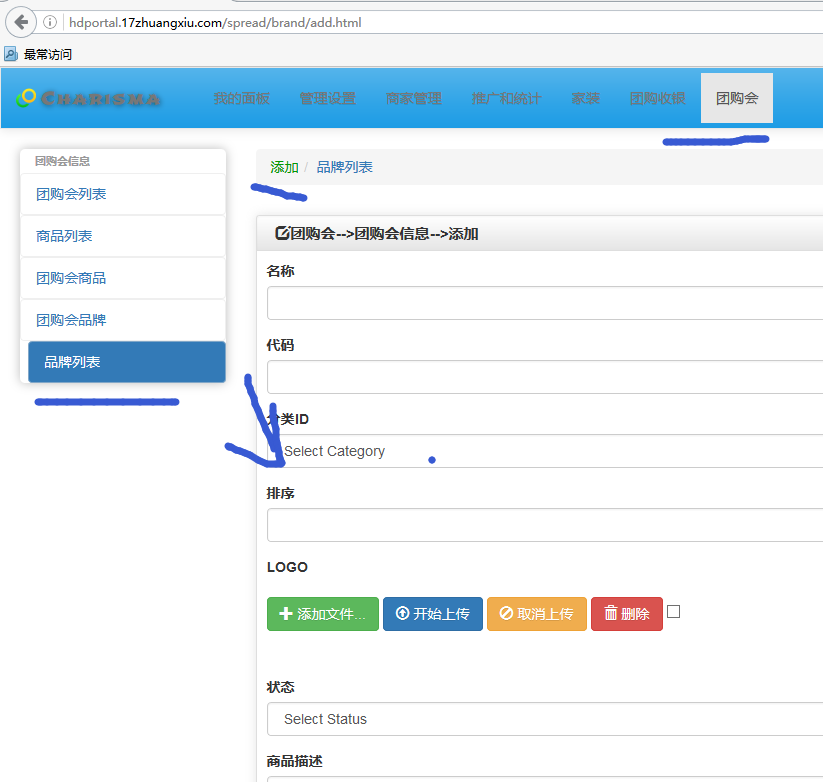 hdportal.17zhuangxiu.com/spread/brand/add.html
最常访问
CHARISMA 我的面板 管理设置 商家管理 推广和统计 家装 团购收模 团购会
团购会信息
团购会列表
商品列表
团购会商品
团购会品牌
品牌列表
添加 / 品牌列表
团购会-->团购会信息-->添加
名称
代码
分类ID
Select Category
排序
LOGO
添加文件... 开始上传 取消上传 删除
状态
Select Status
商品描述